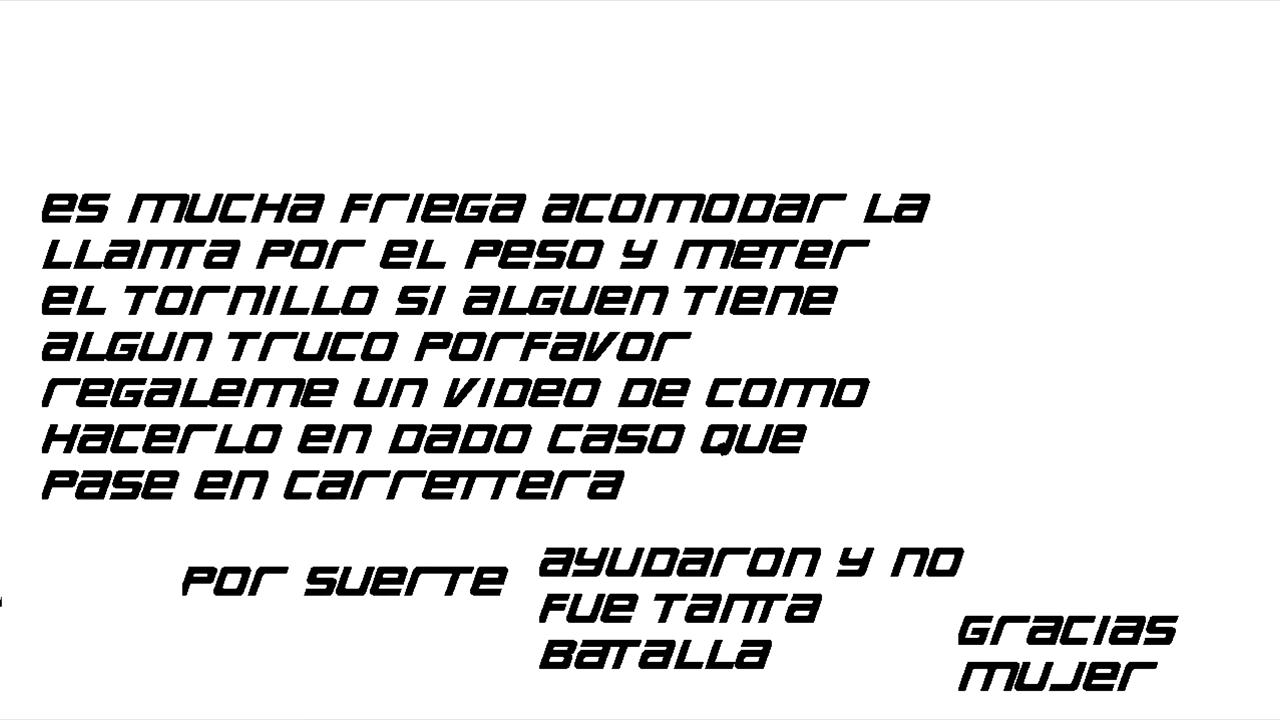 es mucha friega acomodar la
llanta por el peso y meter
el tornillo si alguen tiene
algun truco porfavor
regaleme un video de como
hacerlo en dado caso que
pase en carrettera
por suerte
ayudaron y no
fue tanta
batalla
gracias
mujer